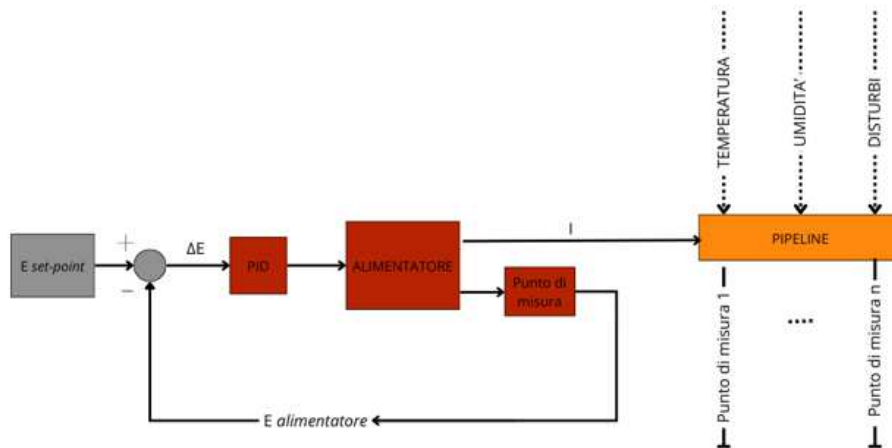 TEMPERATURA
UMIDITA'
DISTURBI
E set-point
+
−
ΔE
PID
ALIMENTATORE
I
Punto di
misura
PIPELINE
E alimentatore
Punto di misura 1
....
Punto di misura n